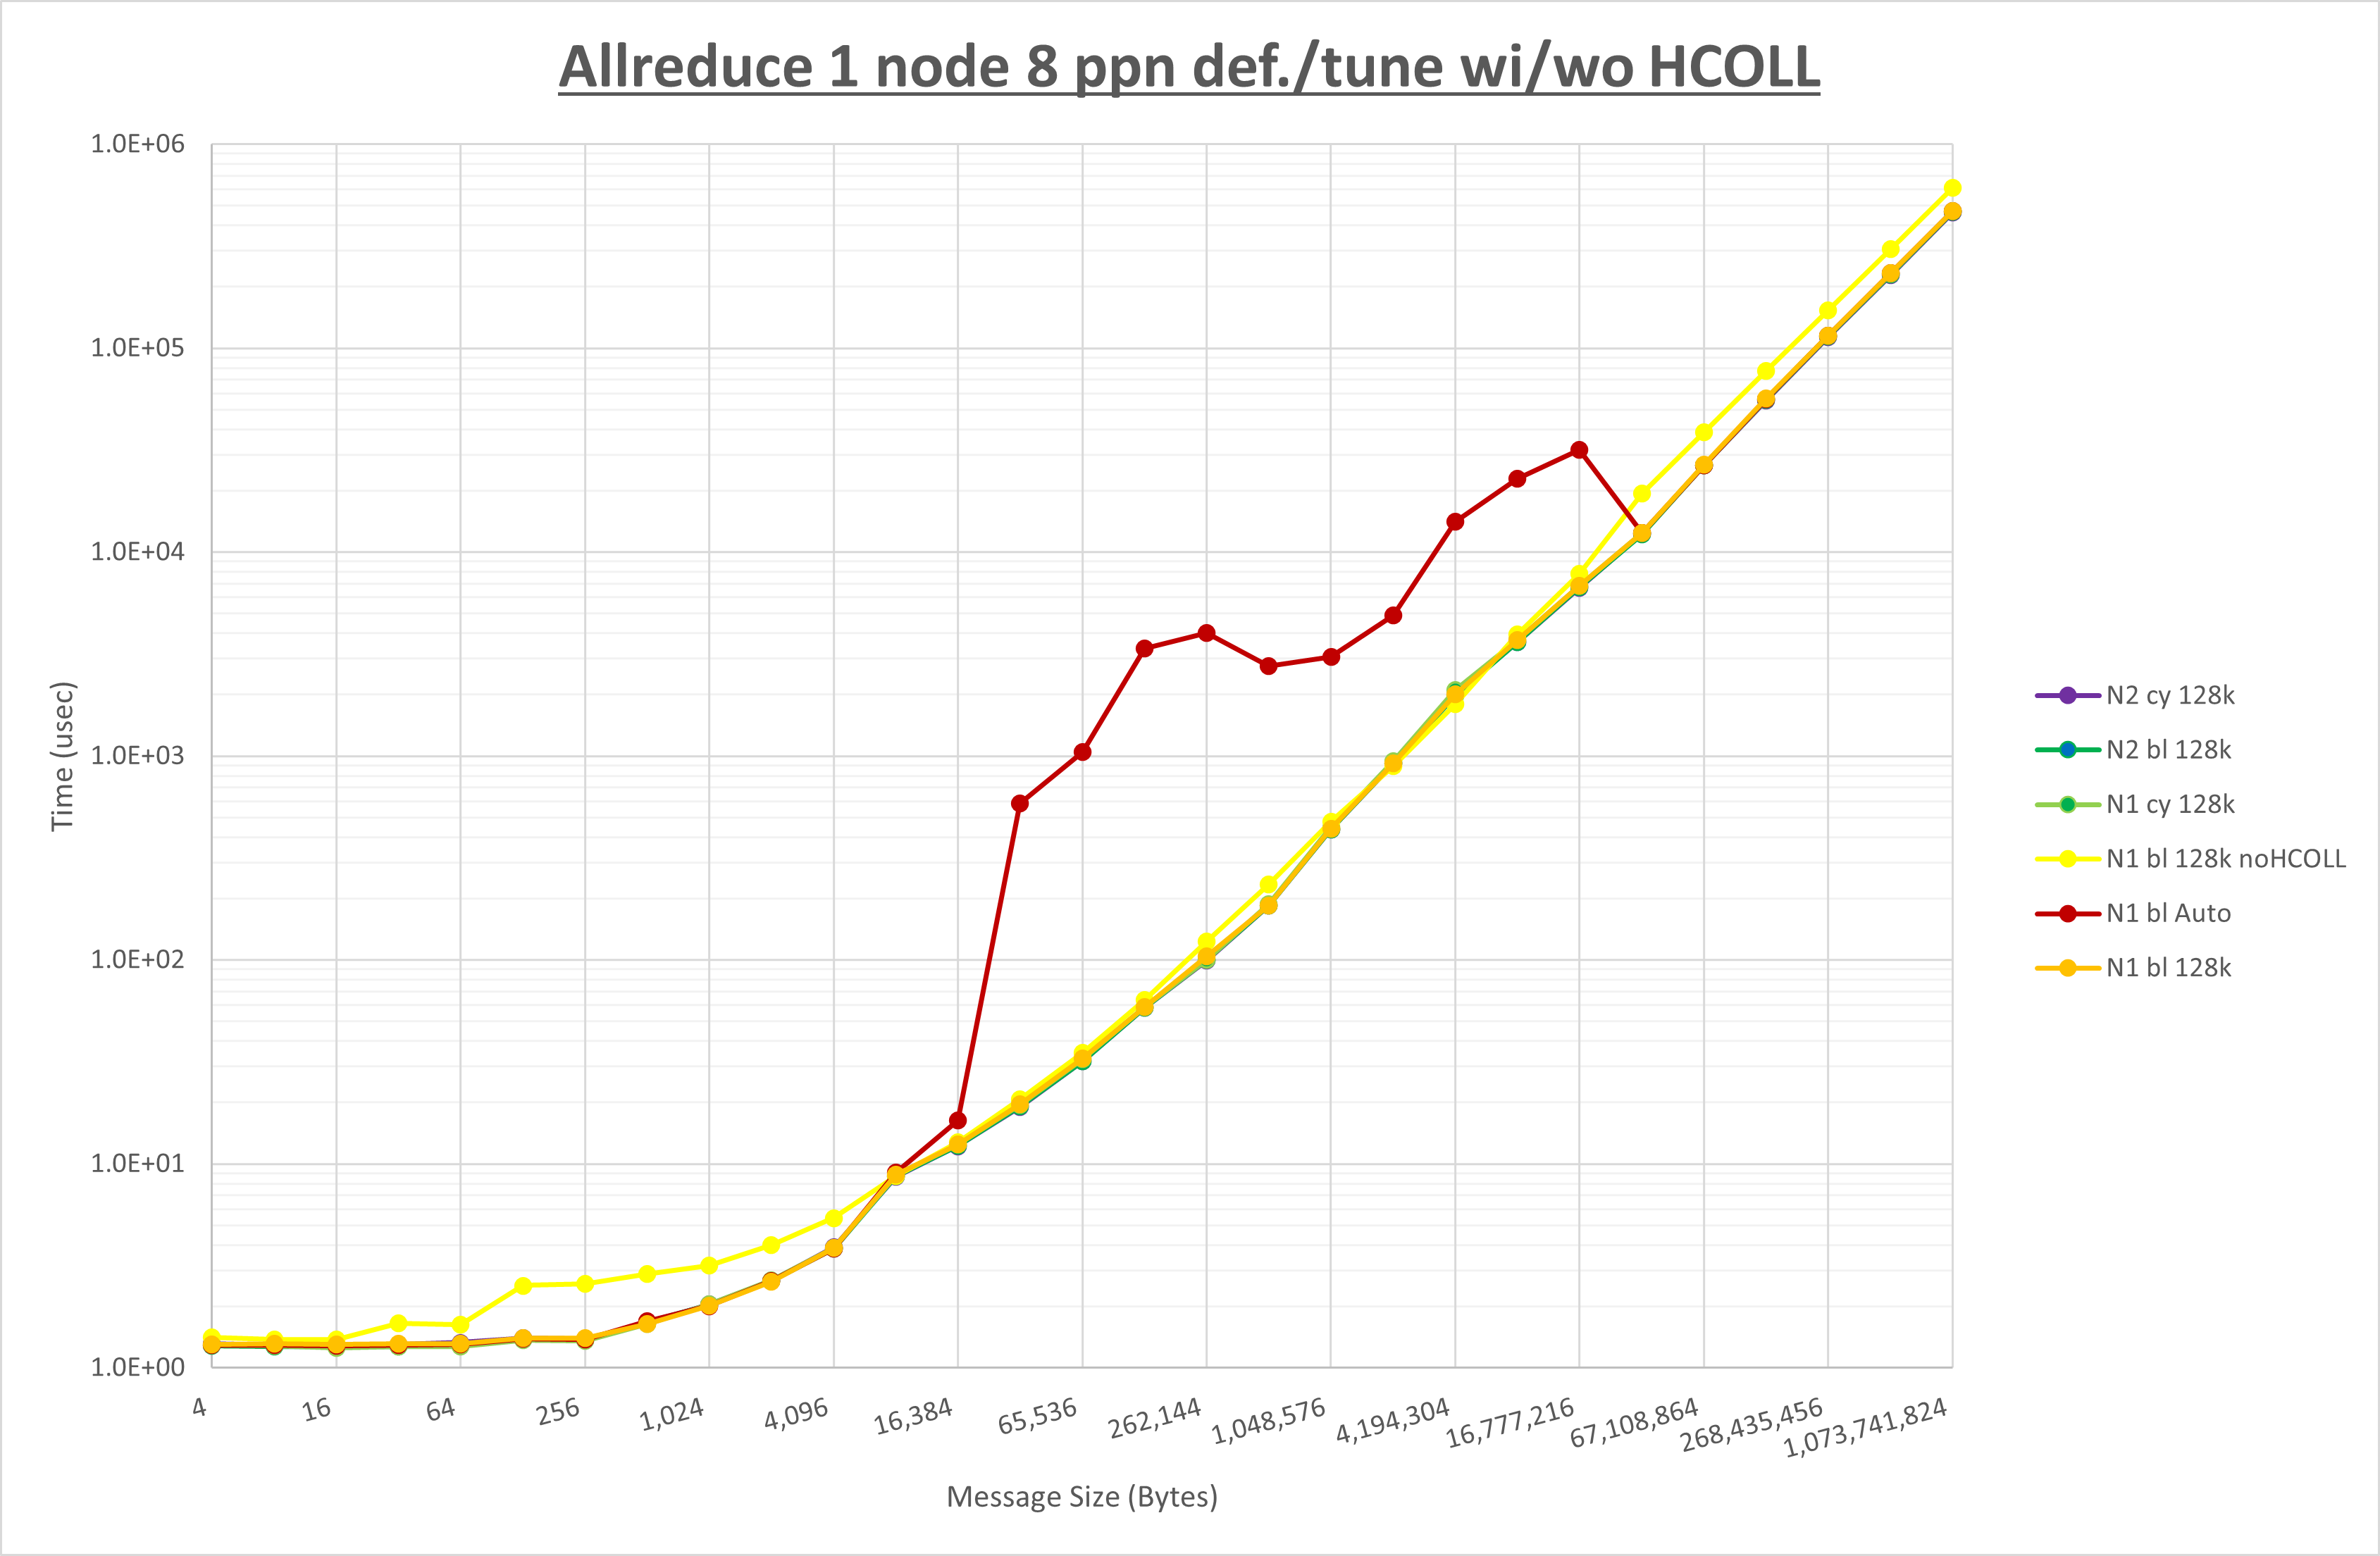 Allreduce 1 node 8 ppn def./tune wi/wo HCOLL
1.0E+06
1.0E+05
1.0E+04
1.0E+03
1.0E+02
1.0E+01
1.0E+00
Time (usec)
4
16
64
256
1,024
4,096
16,384
65,536
262,144
1,048,576
4,194,304
16,777,216
67,108,864
268,435,456
1,073,741,824
Message Size (Bytes)
N2 cy 128k
N2 bl 128k
N1 cy 128k
N1 bl 128k noHCOLL
N1 bl Auto
N1 bl 128k